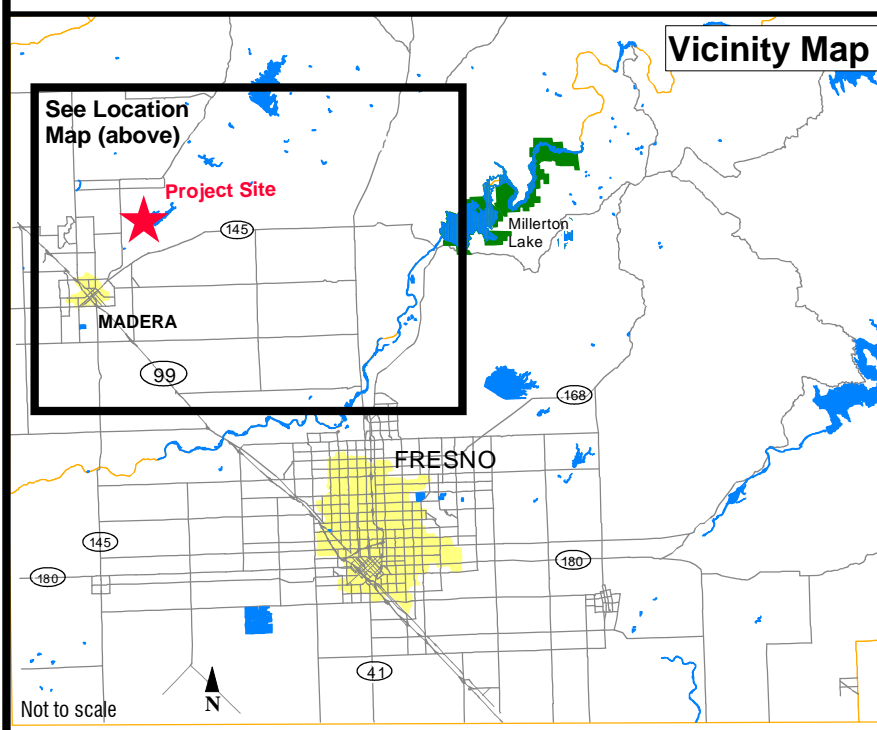 Vicinity Map
See Location
Map (above)
Project Site
145
Millerton
Lake
MADERA
99
168
FRESNO
145
180
180
41
N
Not to scale